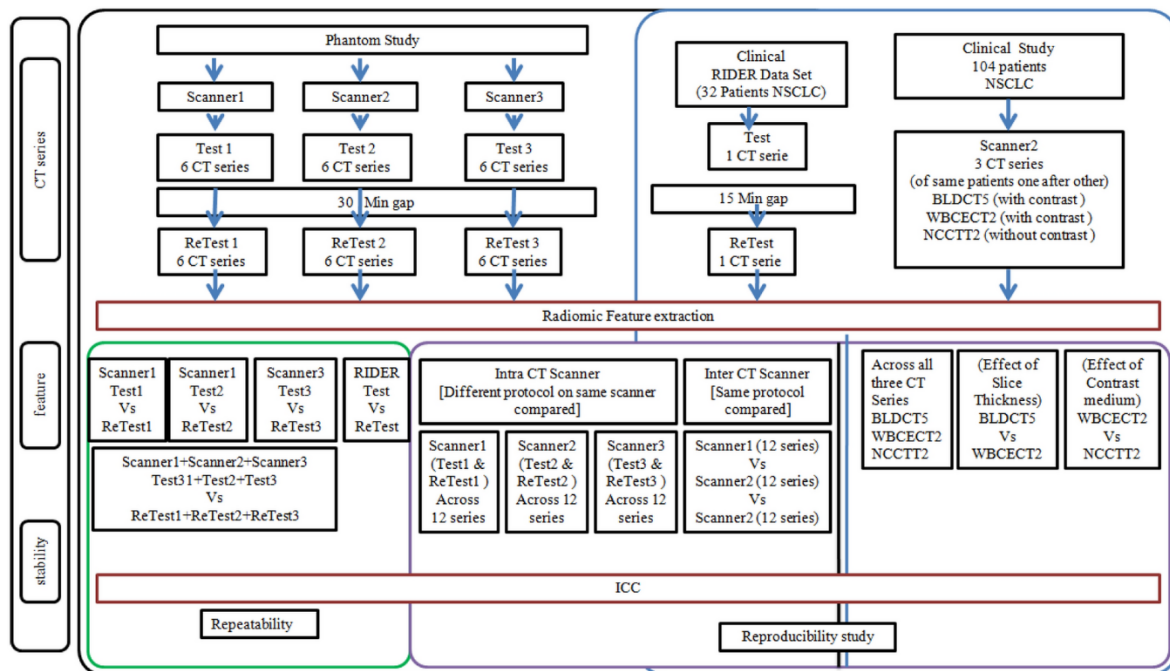 CT series
feature
stability
Phantom Study
Scanner1
Scanner2
Scanner3
Test 1
6 CT series
Test 2
6 CT series
Test 3
6 CT series
30 Min gap
ReTest 1
6 CT series
ReTest 2
6 CT series
ReTest 3
6 CT series
Clinical
RIDER Data Set
(32 Patients NSCLC)
Test
1 CT serie
15 Min gap
ReTest
1 CT serie
Clinical Study
104 patients
NSCLC
Scanner2
3 CT series
(of same patients one after other)
BLDCT5 (with contrast )
WBCECT2 (with contrast )
NCCTT2 (without contrast )
Radiomic Feature extraction
Scanner1
Test1
Vs
ReTest1
Scanner1
Test2
Vs
ReTest2
Scanner3
Test3
Vs
ReTest3
RIDER
Test
Vs
ReTest
Scanner1+Scanner2+Scanner3
Test31+Test2+Test3
Vs
ReTest1+ReTest2+ReTest3
Intra CT Scanner
[Different protocol on same scanner
compared]
Inter CT Scanner
[Same protocol
compared]
Scanner1
(Test1 &
ReTest1 )
Across
12 series
Scanner2
(Test2 &
ReTest2 )
Across 12
series
Scanner3
(Test3 &
ReTest3 )
Across 12
series
Scanner1 (12 series)
Vs
Scanner2 (12 series)
Vs
Scanner2 (12 series)
Across all
three CT
Series
BLDCT5
WBCECT2
NCCTT2
(Effect of
Slice
Thickness)
BLDCT5
Vs
WBCECT2
(Effect of
Contrast
medium)
WBCECT2
Vs
NCCTT2
ICC
Repeatability
Reproducibility study